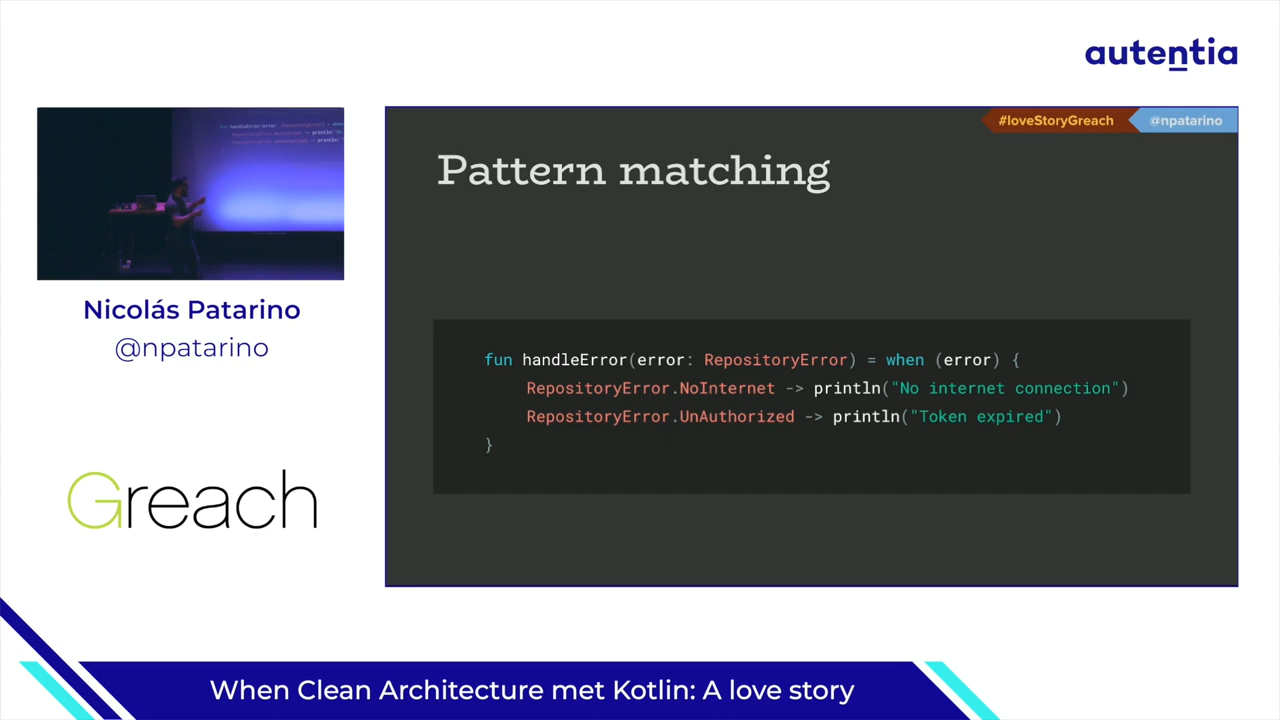 autentia
#loveStoryGreach
@npatarino
Pattern matching
fun handleError(error: RepositoryError) = when (error) {
RepositoryError.NoInternet -> println("No internet connection")
RepositoryError.UnAuthorized -> println("Token expired")
}
Nicolás Patarino
@npatarino
Greach
When Clean Architecture met Kotlin: A love story